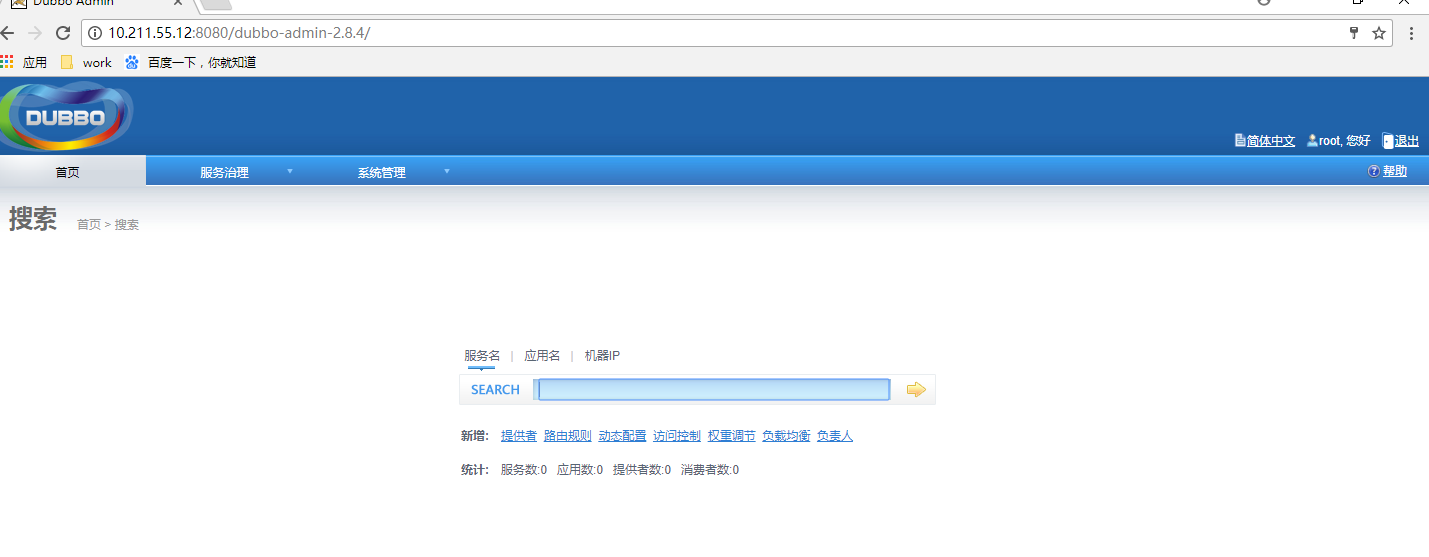 Dubbo Admin
10.211.55.12:8080/dubbo-admin-2.8.4/
应用 work 百度一下，你就知道
DUBBO
简体中文 root, 您好 退出
首页 服务治理 系统管理 帮助
搜索 首页 > 搜索
服务名 | 应用名 | 机器IP
SEARCH
新增: 提供者 路由规则 动态配置 访问控制 权重调节 负载均衡 负责人
统计: 服务数:0 应用数:0 提供者数:0 消费者数:0